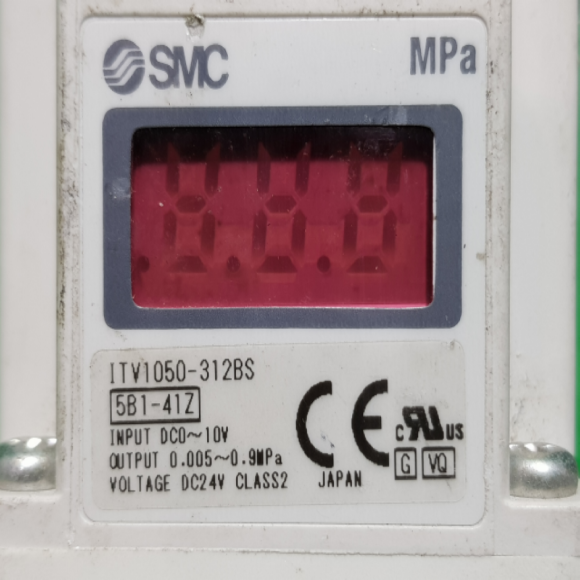 SMC
MPa
ITV1050-312BS
5B1-41Z
INPUT DC0~10V
OUTPUT 0.005~0.9MPa
VOLTAGE DC24V CLASS2
CE
JAPAN
c RU US
G VQ